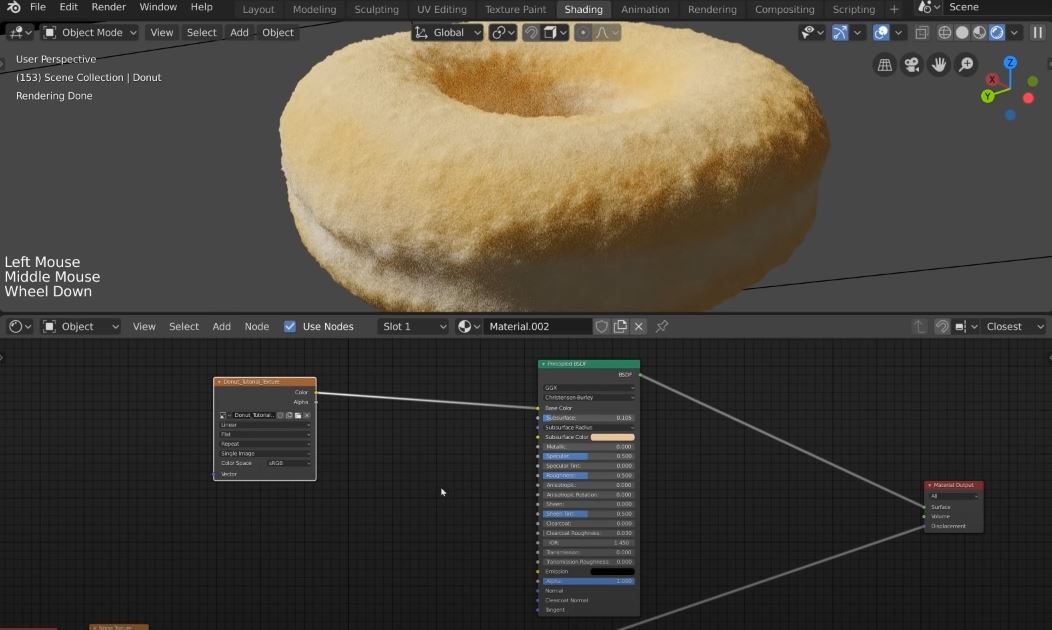 File Edit Render Window Help Layout Modeling Sculpting UV Editing Texture Paint Shading Animation Rendering Compositing Scripting + Scene
Object Mode View Select Add Object Global
User Perspective
(153) Scene Collection | Donut
Rendering Done
Z
X
Y
Left Mouse
Middle Mouse
Wheel Down
Object View Select Add Node Use Nodes Slot 1 Material.002 Closest
Donut_Tutorial_Texture
Color
Alpha
Donut_Tutorial..
Linear
Flat
Repeat
Single Image
Color Space sRGB
Vector
Principled BSDF
BSDF
GGX
Christensen-Burley
Base Color
Subsurface: 0.105
Subsurface Radius
Subsurface Color
Metallic: 0.000
Specular: 0.500
Specular Tint: 0.000
Roughness: 0.500
Anisotropic: 0.000
Anisotropic Rotation: 0.000
Sheen: 0.000
Sheen Tint: 0.500
Clearcoat: 0.000
Clearcoat Roughness: 0.030
IOR: 1.450
Transmission: 0.000
Transmission Roughness: 0.000
Emission
Alpha: 1.000
Normal
Clearcoat Normal
Tangent
Material Output
All
Surface
Volume
Displacement